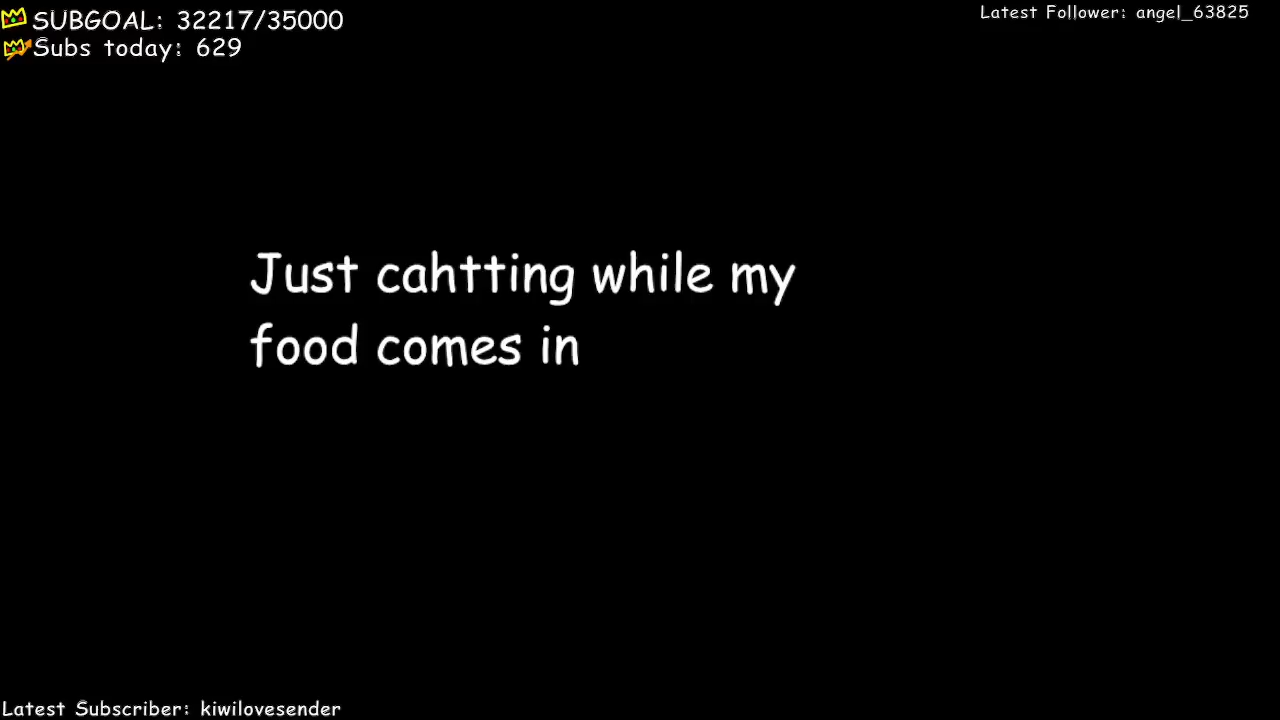 SUBGOAL: 32217/35000
Latest Follower: angel_63825
Subs today: 629
Just cahtting while my
food comes in
Latest Subscriber: kiwilovesender